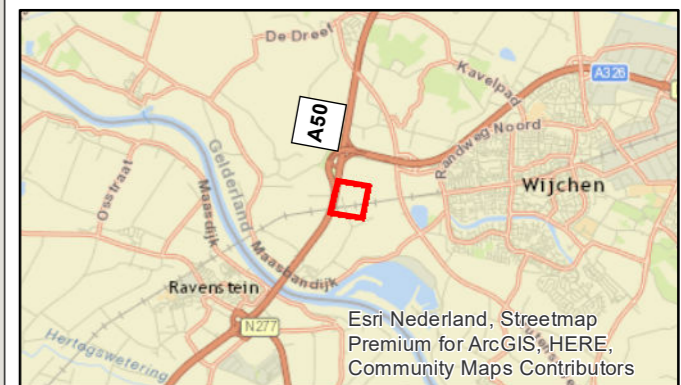 De Dreef
Kavelpad
A326
A50
Randweg Noord
Gelderland
Osstraat
Maasdijk
Wijchen
Maasbandijk
Ravenstein
N277
Hertogswetering
Esri Nederland, Streetmap
Premium for ArcGIS, HERE,
Community Maps Contributors